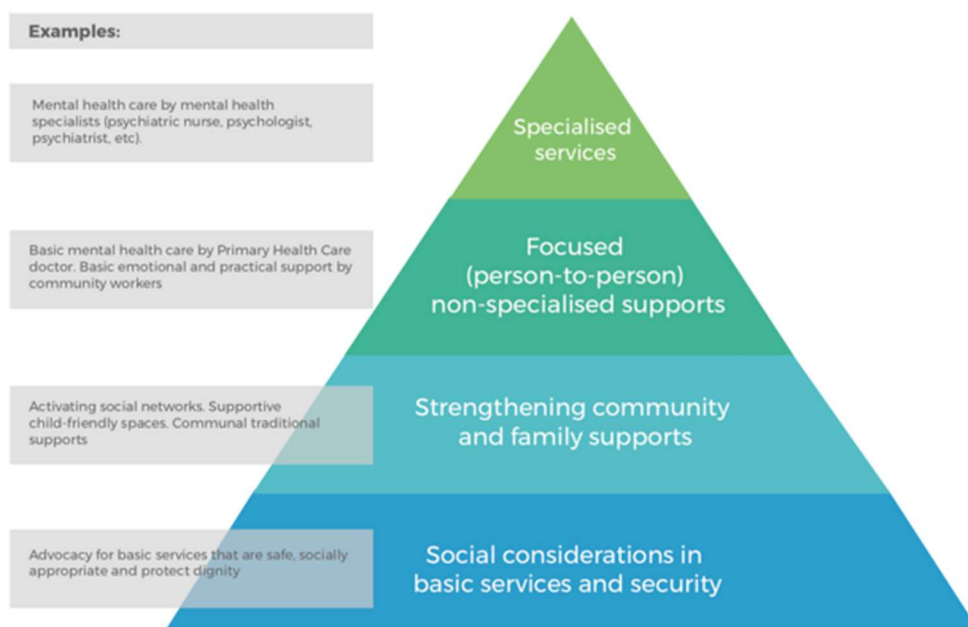 Examples:
Mental health care by mental health
specialists (psychiatric nurse, psychologist,
psychiatrist, etc).
Specialised
services
Basic mental health care by Primary Health Care
doctor. Basic emotional and practical support by
community workers
Focused
(person-to-person)
non-specialised supports
Activating social networks. Supportive
child-friendly spaces. Communal traditional
supports
Strengthening community
and family supports
Advocacy for basic services that are safe, socially
appropriate and protect dignity
Social considerations in
basic services and security